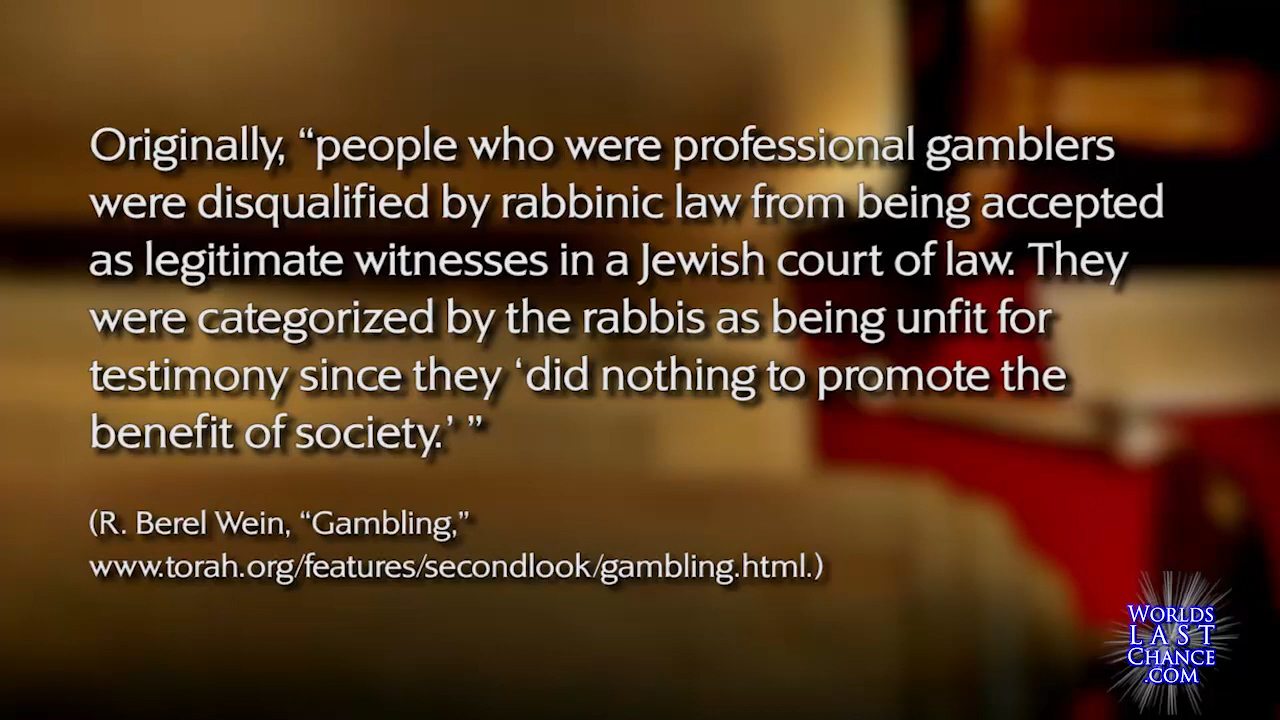 Originally, “people who were professional gamblers
were disqualified by rabbinic law from being accepted
as legitimate witnesses in a Jewish court of law. They
were categorized by the rabbis as being unfit for
testimony since they ‘did nothing to promote the
benefit of society.’ ”
(R. Berel Wein, “Gambling,”
www.torah.org/features/secondlook/gambling.html.)
WORLDS
LAST
CHANCE
.COM